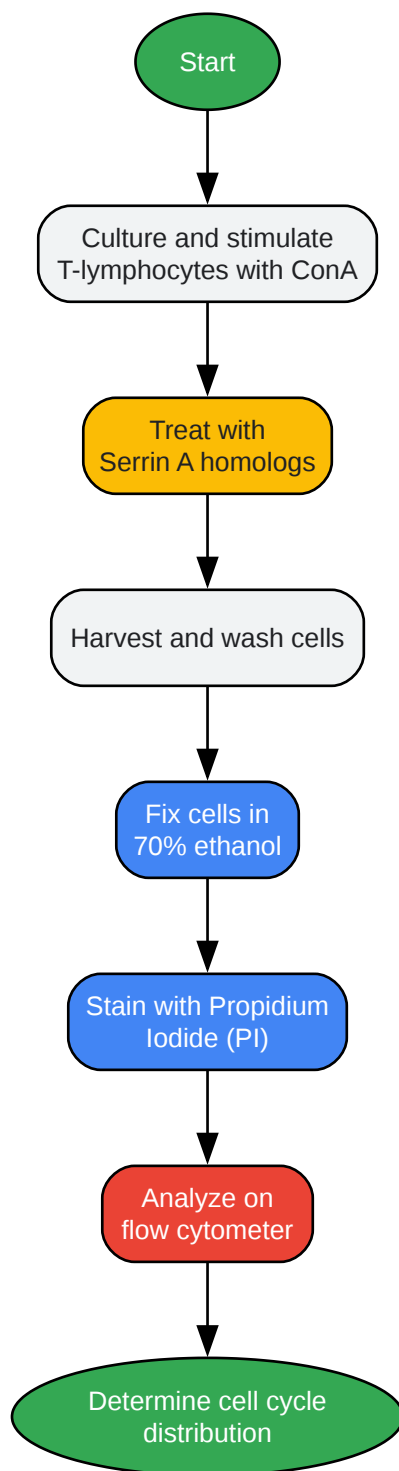 Start
Culture and stimulate
T-lymphocytes with ConA
Treat with
Serrin A homologs
Harvest and wash cells
Fix cells in
70% ethanol
Stain with Propidium
Iodide (PI)
Analyze on
flow cytometer
Determine cell cycle
distribution